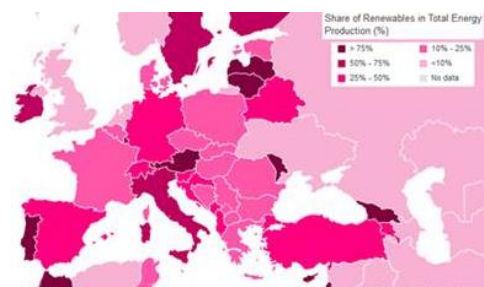 Share of Renewables in Total Energy
Production (%)
> 75%
50% - 75%
25% - 50%
10% - 25%
<10%
No data